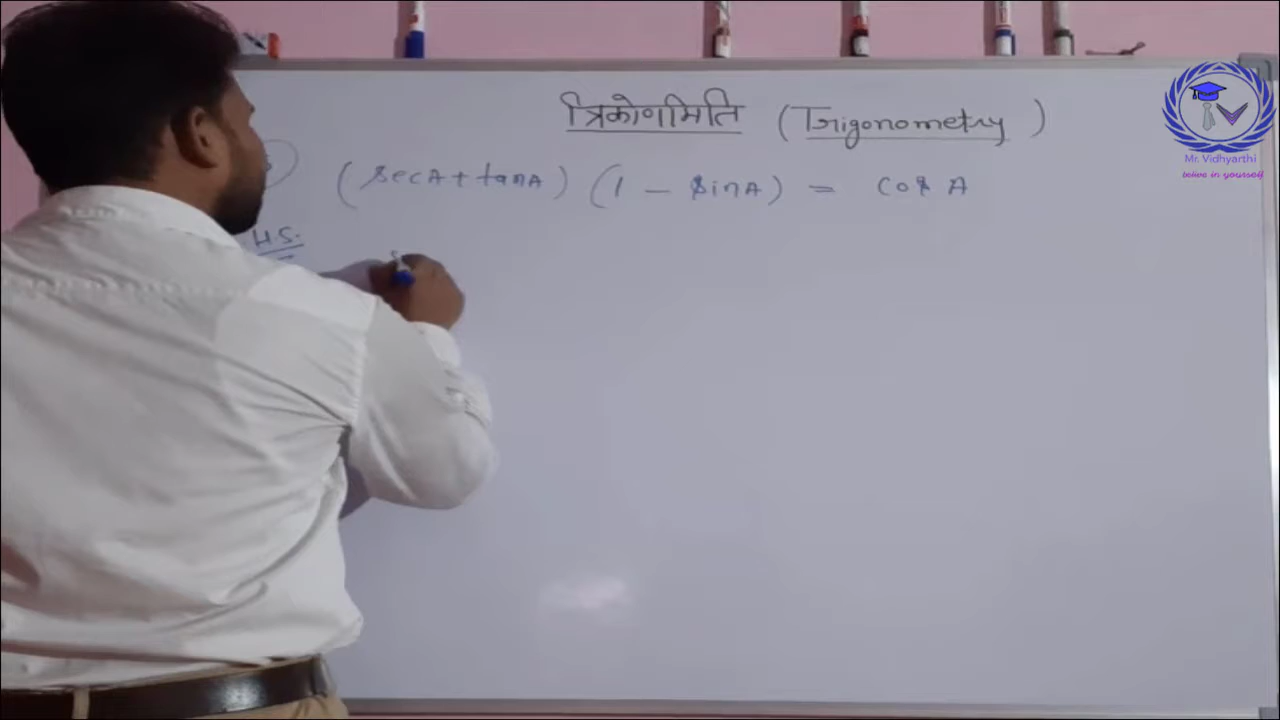 त्रिकोणमिति (Trigonometry)
(secA + tanA) (1 - sinA) = cos A
H.S.
Mr. Vidhyarthi
belive in yourself